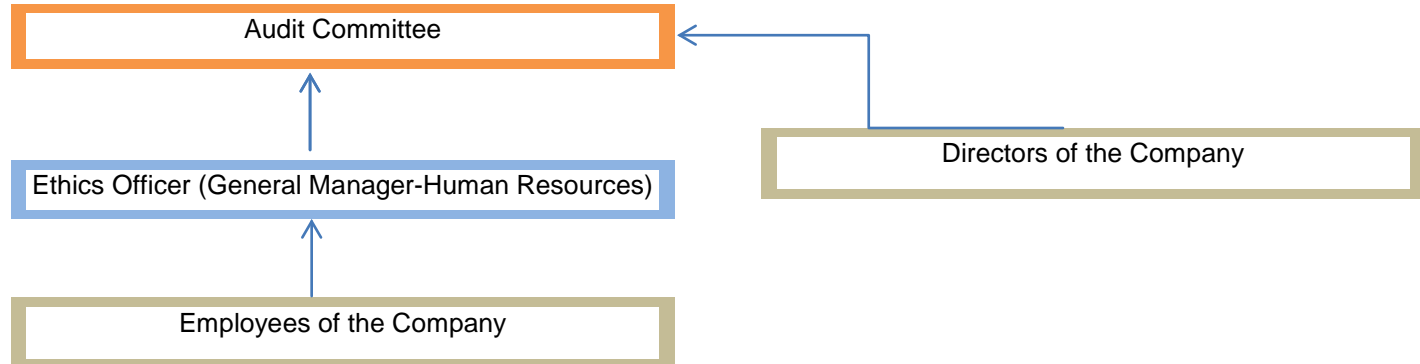 Audit Committee
Directors of the Company
Ethics Officer (General Manager-Human Resources)
Employees of the Company